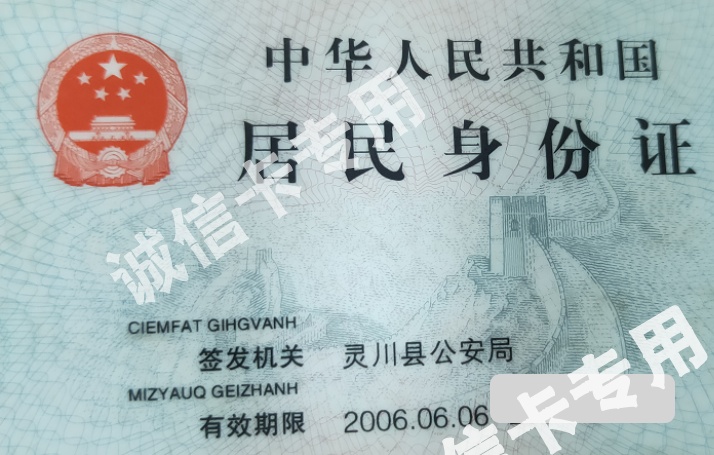 中华人民共和国
居民身份证
诚信卡专用
CIEMFAT GIHGVANH
签发机关 灵川县公安局
MIZYAUQ GEIZHANH
有效期限 2006.06.06
信卡专用